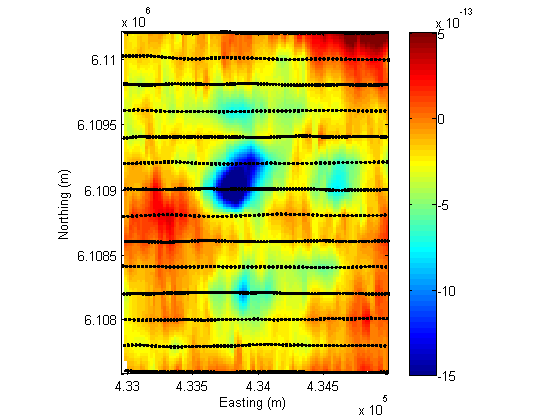 x 10^6
x 10^-13
6.11
6.1095
6.109
6.1085
6.108
Northing (m)
4.33
4.335
4.34
4.345
x 10^5
Easting (m)
5
0
-5
-10
-15